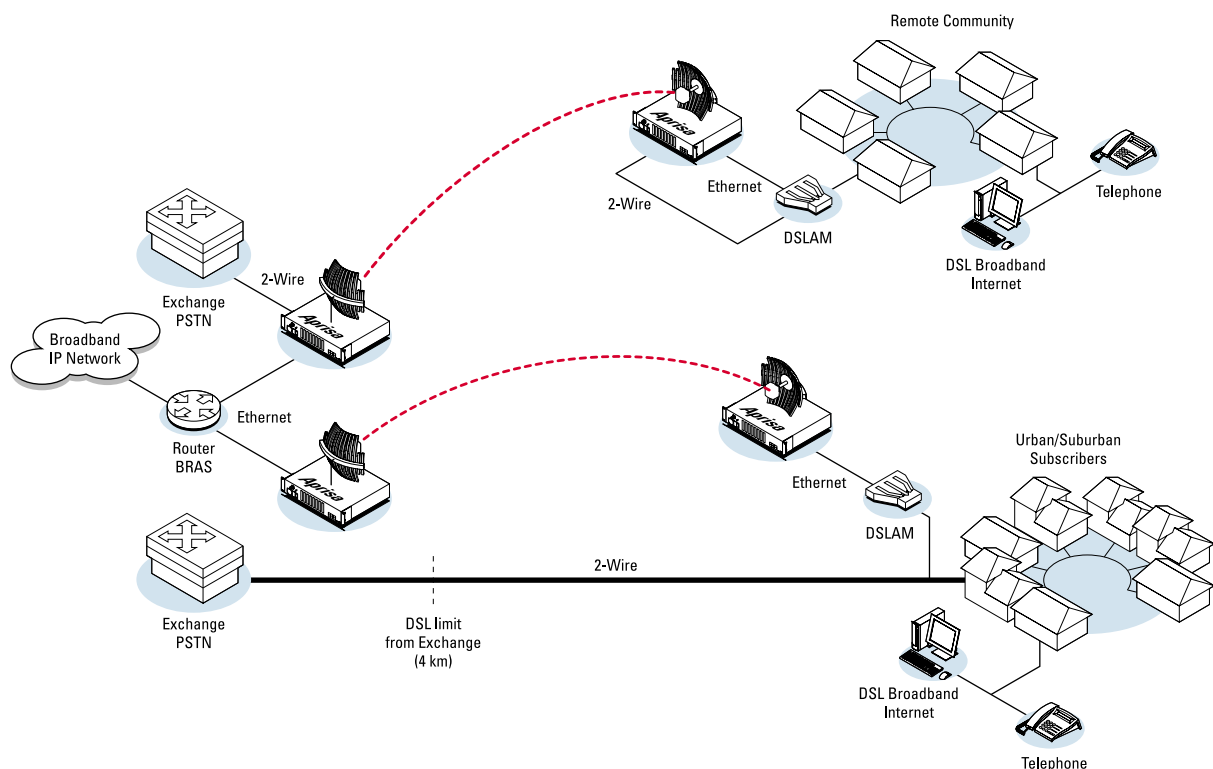 Remote Community
Aprisa
Ethernet
2-Wire
DSLAM
Telephone
DSL Broadband
Internet
2-Wire
Exchange
PSTN
Aprisa
Broadband
IP Network
Ethernet
Router
BRAS
Aprisa
Aprisa
Ethernet
DSLAM
Urban/Suburban
Subscribers
2-Wire
Exchange
PSTN
DSL limit
from Exchange
(4 km)
DSL Broadband
Internet
Telephone